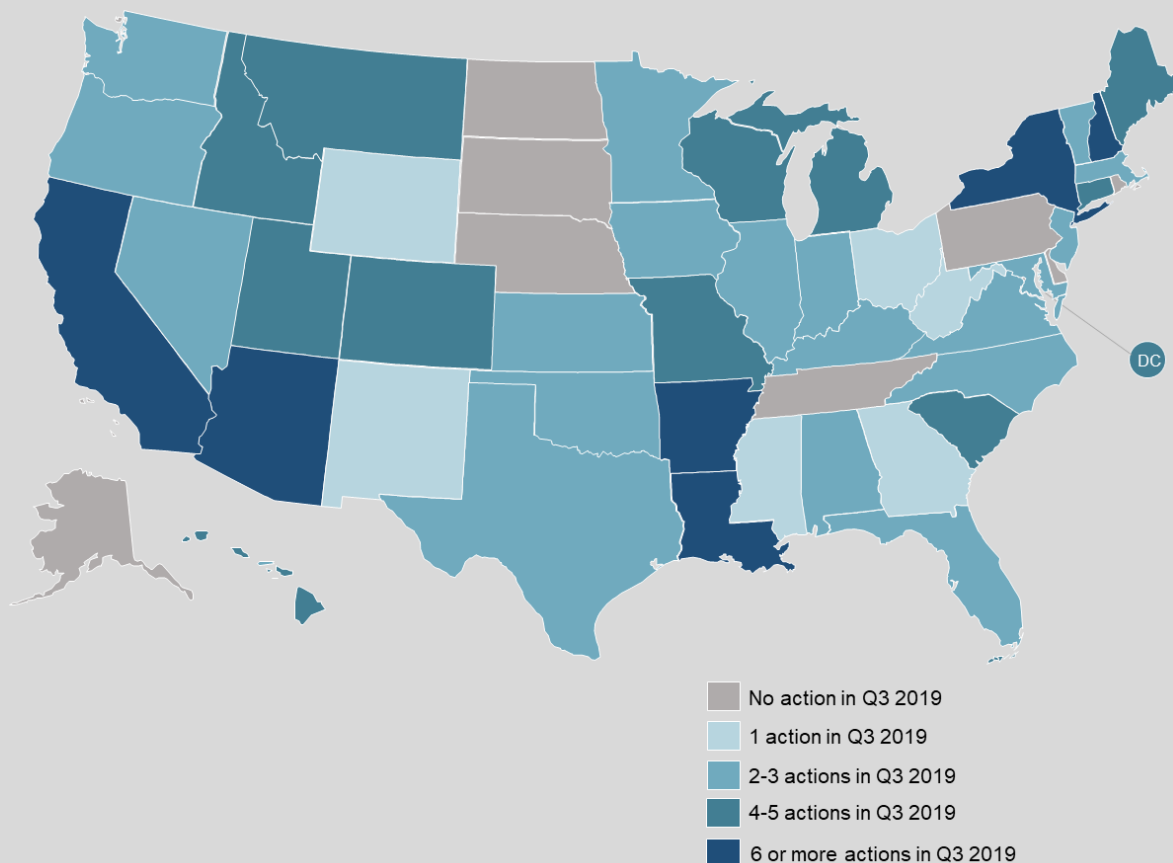 DC
No action in Q3 2019
1 action in Q3 2019
2-3 actions in Q3 2019
4-5 actions in Q3 2019
6 or more actions in Q3 2019